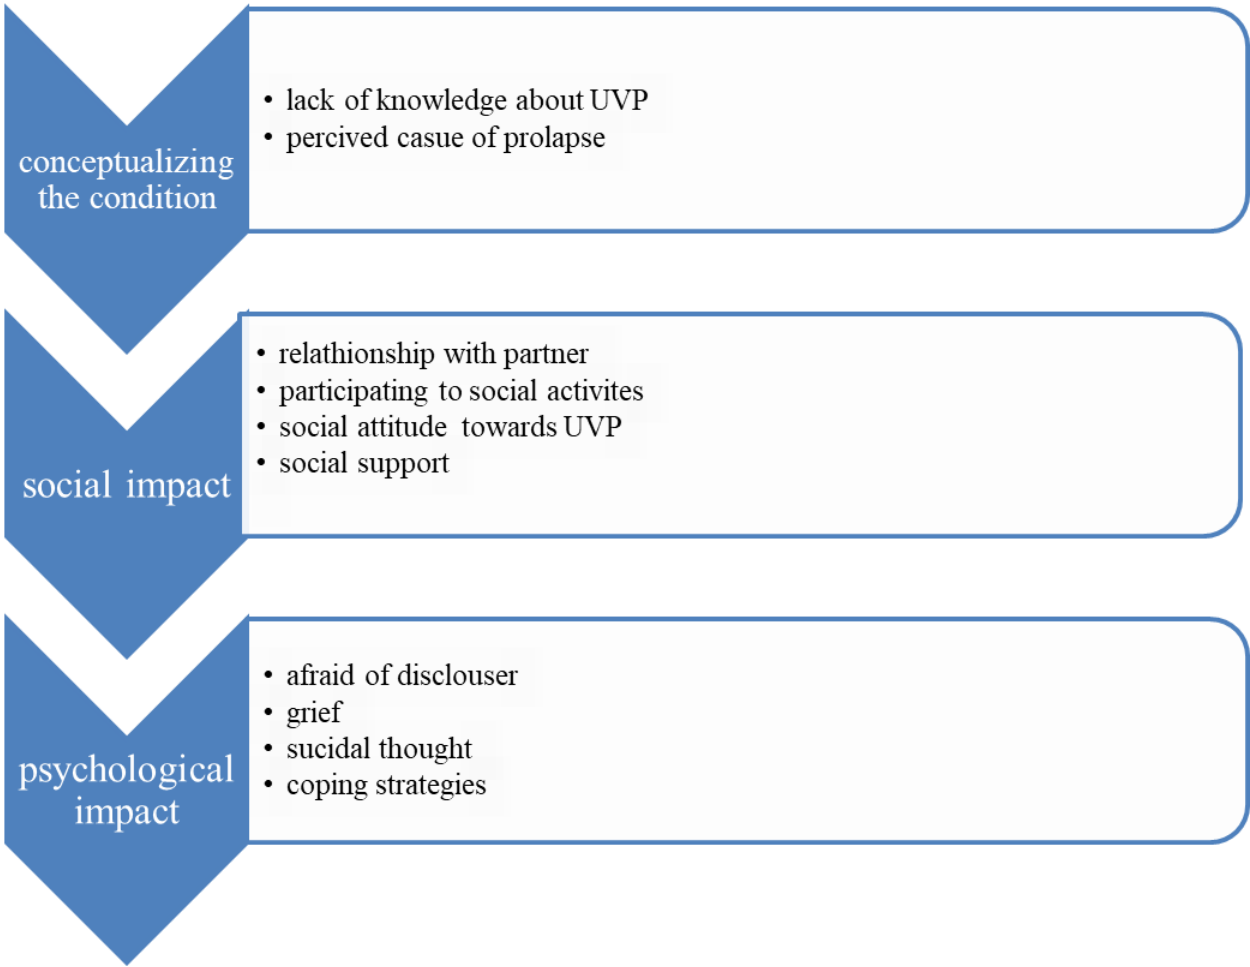 conceptualizing
the condition
• lack of knowledge about UVP
• percived casue of prolapse
social impact
• relathionship with partner
• participating to social activites
• social attitude towards UVP
• social support
psychological
impact
• afraid of disclouser
• grief
• sucidal thought
• coping strategies